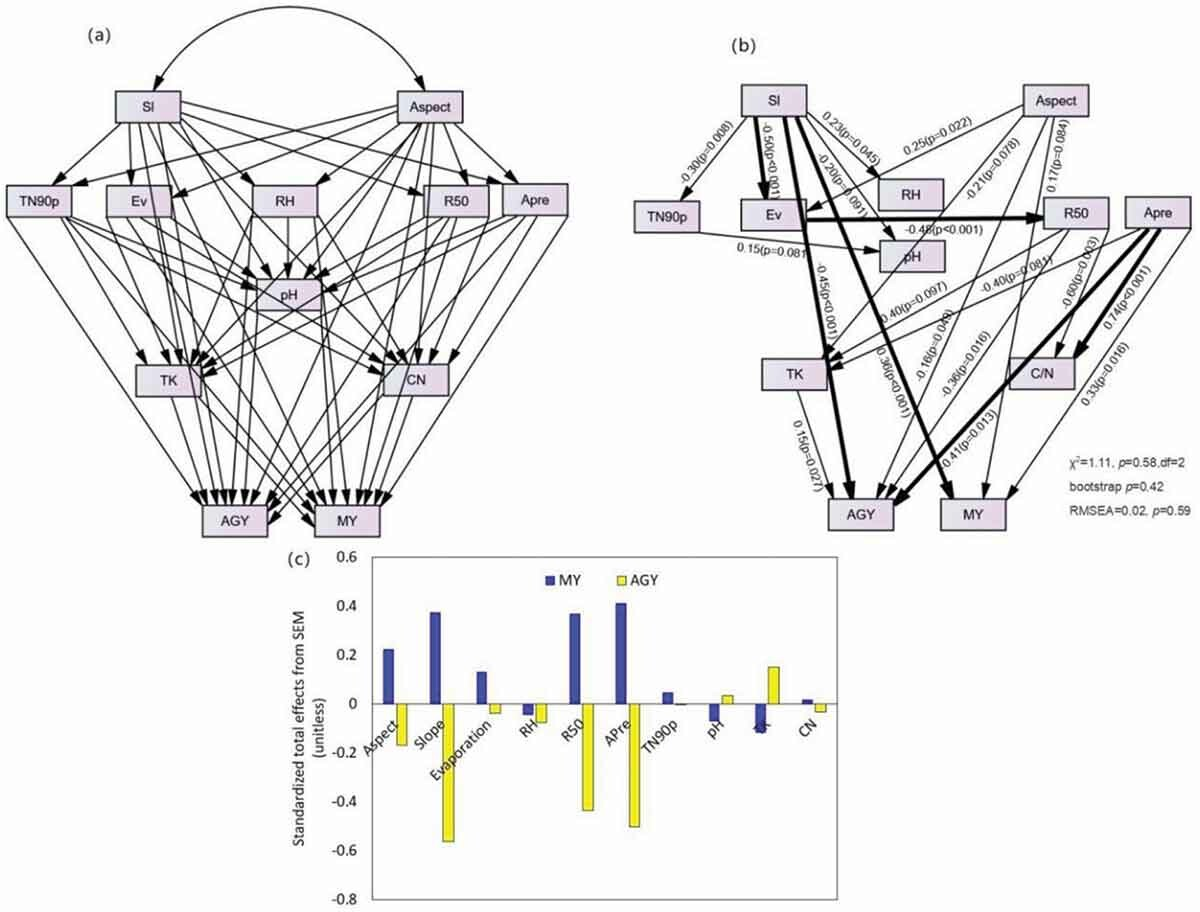 (a)
SI
Aspect
TN90p
Ev
RH
R50
Apre
pH
TK
CN
AGY
MY
(b)
SI
Aspect
-0.30(p=0.008)
-0.50(p<0.001)
0.23(p=0.045)
-0.20(p=0.091)
0.25(p=0.022)
-0.21(p=0.078)
0.17(p=0.084)
RH
TN90p
Ev
R50
Apre
-0.48(p<0.001)
0.15(p=0.081
pH
-0.45(p<0.001)
0.36(p<0.001)
0.40(p=0.097)
-0.40(p=0.081)
-0.60(p=0.003)
0.74(p<0.001)
-0.16(p=0.049)
-0.36(p=0.016)
0.33(p=0.016)
TK
C/N
0.15(p=0.027)
-0.41(p=0.013)
AGY
MY
χ²=1.11, p=0.58,df=2
bootstrap p=0.42
RMSEA=0.02, p=0.59
(c)
Standardized total effects from SEM
(unitless)
0.6
0.4
0.2
0
-0.2
-0.4
-0.6
-0.8
MY AGY
Aspect
Slope
Evaporation
RH
R50
APre
TN90p
pH
CN